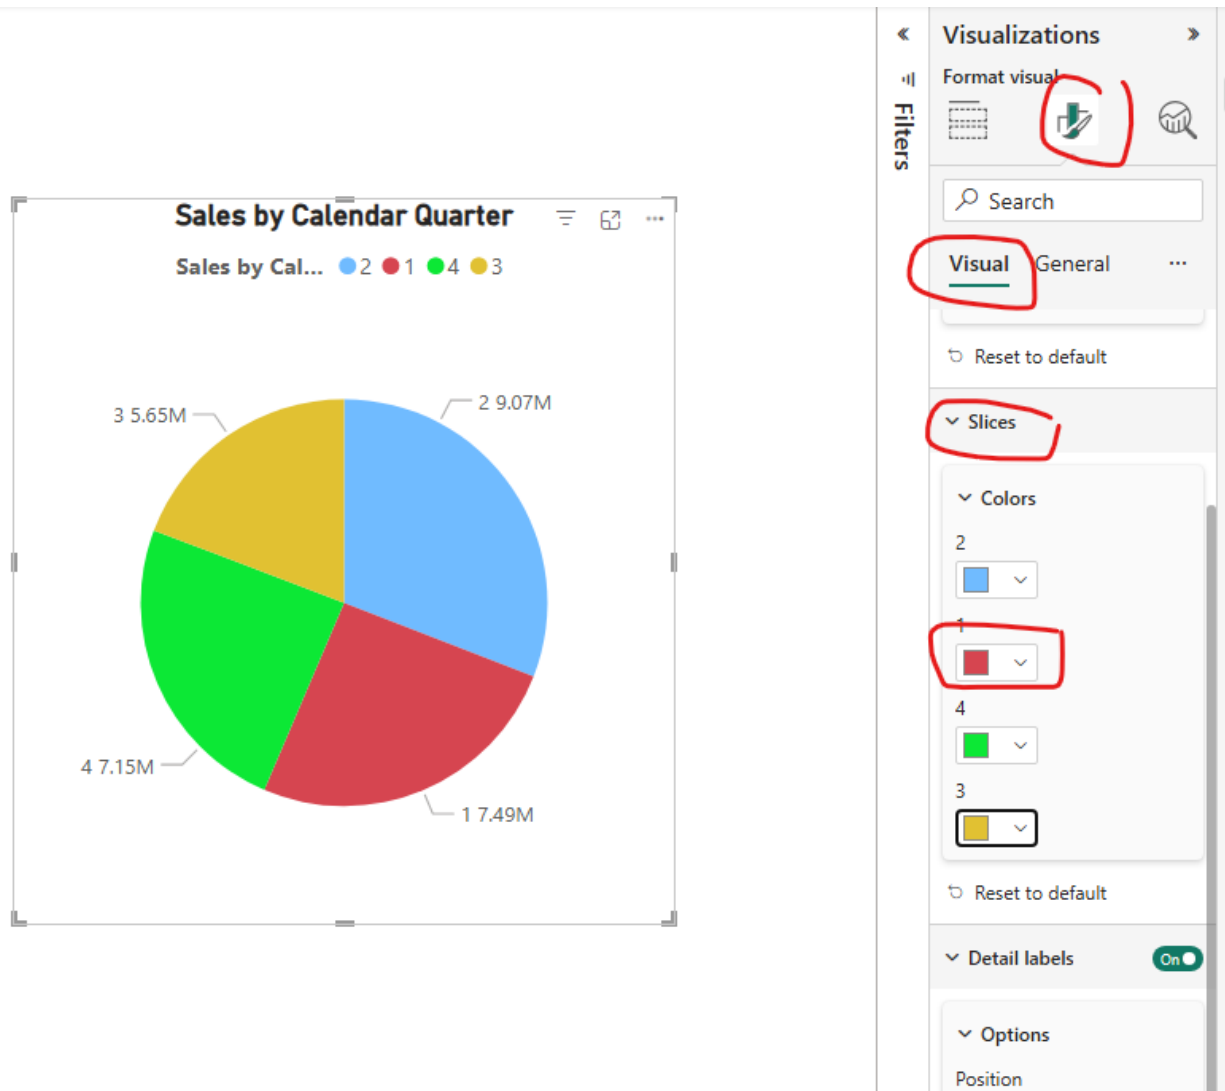 Sales by Calendar Quarter
Sales by Cal... 2 1 4 3
3 5.65M
2 9.07M
4 7.15M
1 7.49M
Filters
Visualizations
Format visual
Search
Visual General
Reset to default
Slices
Colors
2
1
4
3
Reset to default
Detail labels On
Options
Position